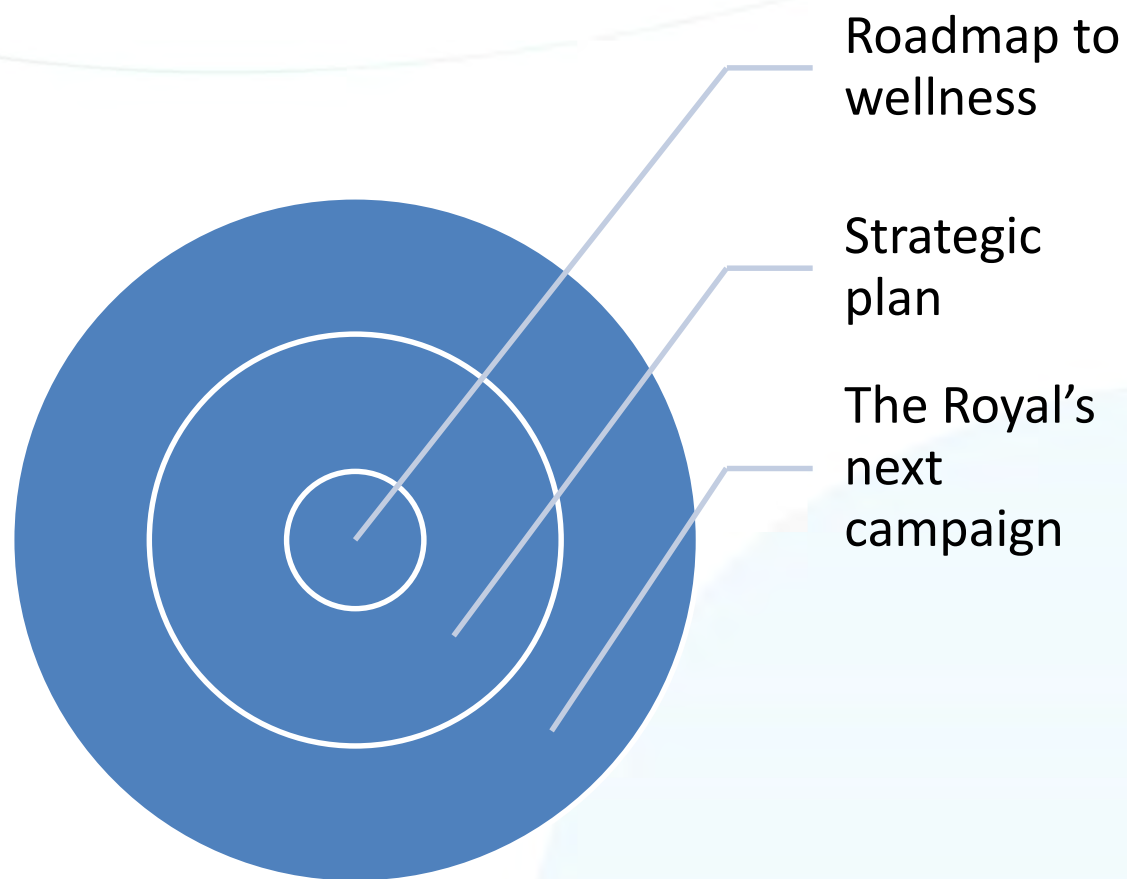 Roadmap to
wellness
Strategic
plan
The Royal’s
next
campaign